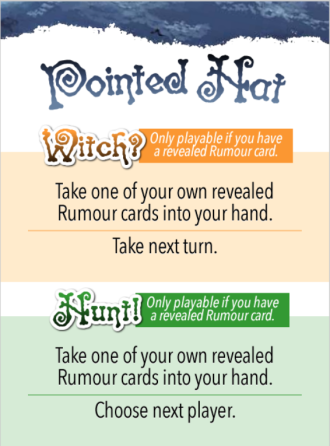 Pointed Hat
Witch? Only playable if you have
a revealed Rumour card.
Take one of your own revealed
Rumour cards into your hand.
Take next turn.
Hunt! Only playable if you have
a revealed Rumour card.
Take one of your own revealed
Rumour cards into your hand.
Choose next player.